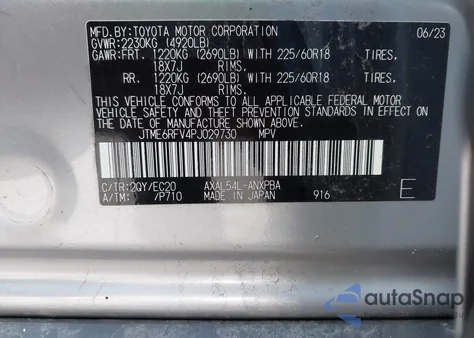 MFD.BY:TOYOTA MOTOR CORPORATION 06/23
GVWR:2230KG (4920LB)
GAWR:FRT. 1220KG (2690LB) WITH 225/60R18 TIRES,
18X7J RIMS.
RR. 1220KG (2690LB) WITH 225/60R18 TIRES,
18X7J RIMS.
THIS VEHICLE CONFORMS TO ALL APPLICABLE FEDERAL MOTOR
VEHICLE SAFETY AND THEFT PREVENTION STANDARDS IN EFFECT
ON THE DATE OF MANUFACTURE SHOWN ABOVE.
JTME6RFV4PJ029730 MPV
C/TR:2QY/EC20 AXAL54L-ANXPBA
A/TM: /P710 MADE IN JAPAN 916 E
autoSnap